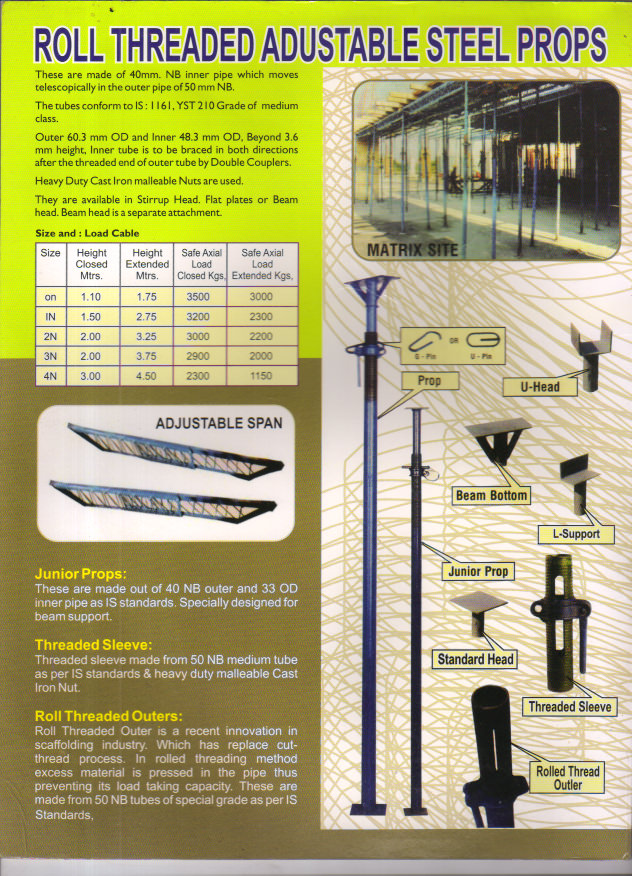 ROLL THREADED ADUSTABLE STEEL PROPS
These are made of 40mm. NB inner pipe which moves
telescopically in the outer pipe of 50 mm NB.
The tubes conform to IS : 1161, YST 210 Grade of medium
class.
Outer 60.3 mm OD and Inner 48.3 mm OD, Beyond 3.6
mm height, Inner tube is to be braced in both directions
after the threaded end of outer tube by Double Couplers.
Heavy Duty Cast Iron malleable Nuts are used.
They are available in Stirrup Head. Flat plates or Beam
head. Beam head is a separate attachment.
Size and : Load Cable
Size Height Closed Mtrs. Height Extended Mtrs. Safe Axial Load Closed Kgs, Safe Axial Load Extended Kgs,
on 1.10 1.75 3500 3000
IN 1.50 2.75 3200 2300
2N 2.00 3.25 3000 2200
3N 2.00 3.75 2900 2000
4N 3.00 4.50 2300 1150
ADJUSTABLE SPAN
Junior Props:
These are made out of 40 NB outer and 33 OD
inner pipe as IS standards. Specially designed for
beam support.
Threaded Sleeve:
Threaded sleeve made from 50 NB medium tube
as per IS standards & heavy duty malleable Cast
Iron Nut.
Roll Threaded Outers:
Roll Threaded Outer is a recent innovation in
scaffolding industry. Which has replace cut-
thread process. In rolled threading method
excess material is pressed in the pipe thus
preventing its load taking capacity. These are
made from 50 NB tubes of special grade as per IS
Standards,
MATRIX SITE
G - Pin
OR
U - Pin
Prop
U-Head
Beam Bottom
L-Support
Junior Prop
Standard Head
Threaded Sleeve
Rolled Thread
Outler